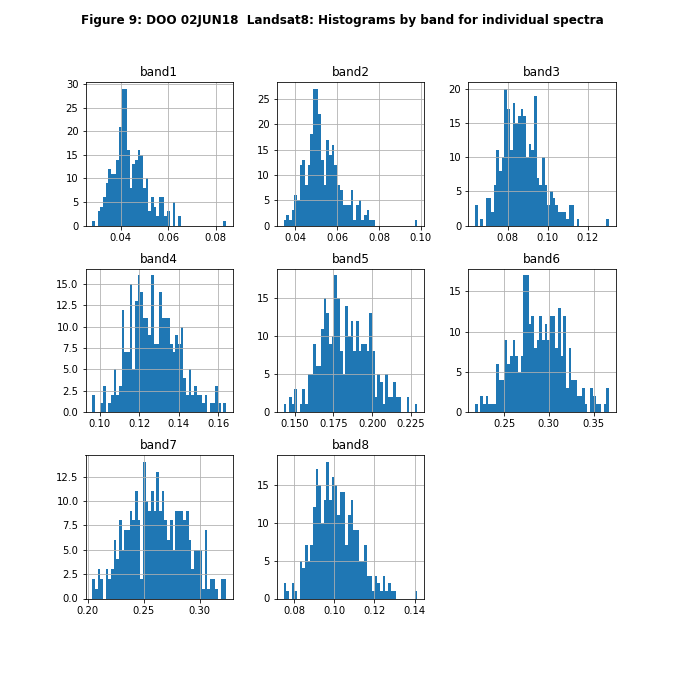 Figure 9: DOO 02JUN18  Landsat8: Histograms by band for individual spectra
band1
30
25
20
15
10
5
0
0.04 0.06 0.08
band2
25
20
15
10
5
0
0.04 0.06 0.08 0.10
band3
20
15
10
5
0
0.08 0.10 0.12
band4
15.0
12.5
10.0
7.5
5.0
2.5
0.0
0.10 0.12 0.14 0.16
band5
15
10
5
0
0.150 0.175 0.200 0.225
band6
15
10
5
0
0.25 0.30 0.35
band7
12.5
10.0
7.5
5.0
2.5
0.0
0.20 0.25 0.30
band8
15
10
5
0
0.08 0.10 0.12 0.14